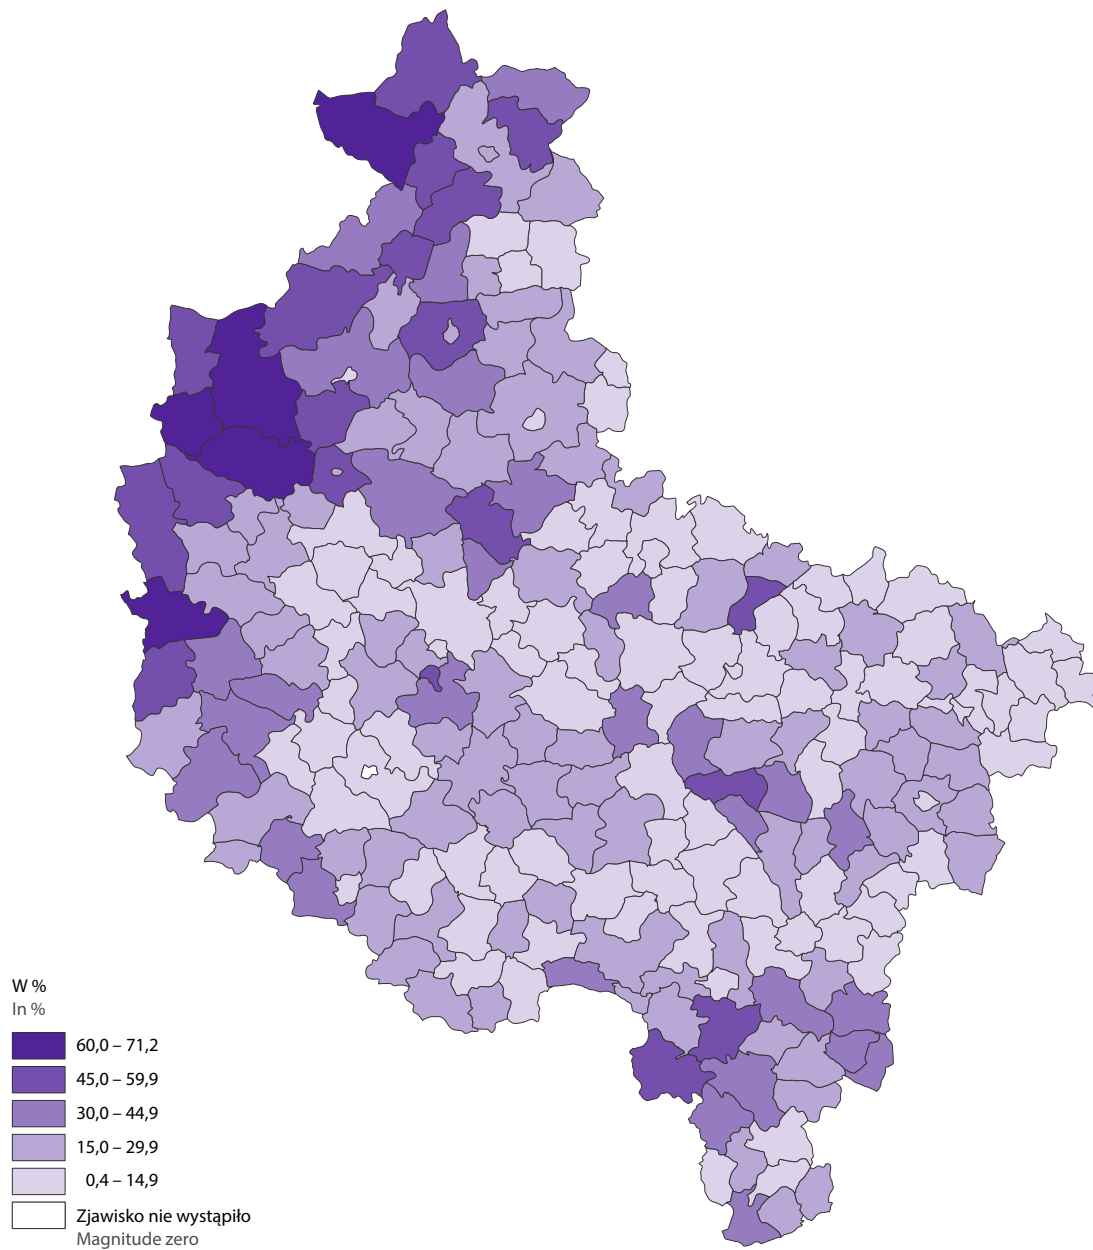 W %
In %
60,0 – 71,2
45,0 – 59,9
30,0 – 44,9
15,0 – 29,9
0,4 – 14,9
Zjawisko nie wystąpiło
Magnitude zero